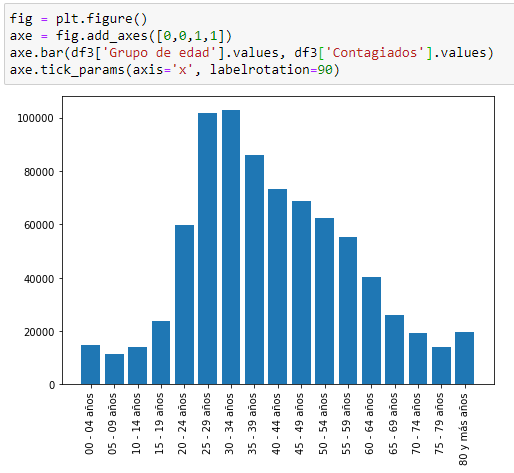 fig = plt.figure()
axe = fig.add_axes([0,0,1,1])
axe.bar(df3['Grupo de edad'].values, df3['Contagiados'].values)
axe.tick_params(axis='x', labelrotation=90)
100000
80000
60000
40000
20000
0
00 - 04 años
05 - 09 años
10 - 14 años
15 - 19 años
20 - 24 años
25 - 29 años
30 - 34 años
35 - 39 años
40 - 44 años
45 - 49 años
50 - 54 años
55 - 59 años
60 - 64 años
65 - 69 años
70 - 74 años
75 - 79 años
80 y más años